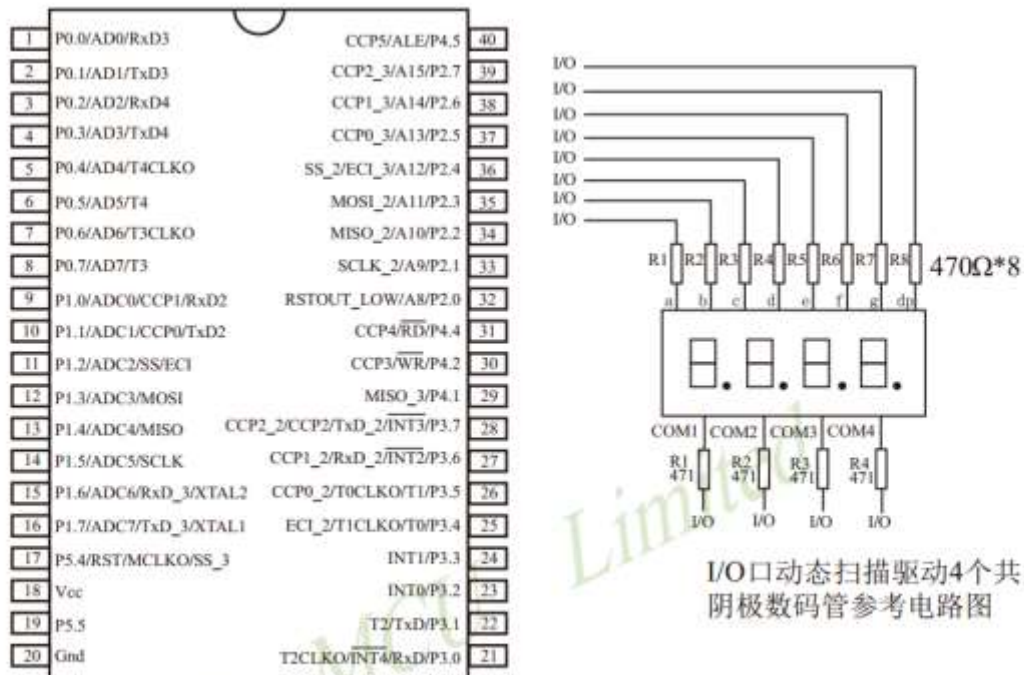 1 P0.0/AD0/RxD3 CCP5/ALE/P4.5 40
2 P0.1/AD1/TxD3 CCP2_3/A15/P2.7 39
3 P0.2/AD2/RxD4 CCP1_3/A14/P2.6 38
4 P0.3/AD3/TxD4 CCP0_3/A13/P2.5 37
5 P0.4/AD4/T4CLKO SS_2/ECI_3/A12/P2.4 36
6 P0.5/AD5/T4 MOSI_2/A11/P2.3 35
7 P0.6/AD6/T3CLKO MISO_2/A10/P2.2 34
8 P0.7/AD7/T3 SCLK_2/A9/P2.1 33
9 P1.0/ADC0/CCP1/RxD2 RSTOUT_LOW/A8/P2.0 32
10 P1.1/ADC1/CCP0/TxD2 CCP4/RD/P4.4 31
11 P1.2/ADC2/SS/ECI CCP3/WR/P4.2 30
12 P1.3/ADC3/MOSI MISO_3/P4.1 29
13 P1.4/ADC4/MISO CCP2_2/CCP2/TxD_2/INT3/P3.7 28
14 P1.5/ADC5/SCLK CCP1_2/RxD_2/INT2/P3.6 27
15 P1.6/ADC6/RxD_3/XTAL2 CCP0_2/T0CLKO/T1/P3.5 26
16 P1.7/ADC7/TxD_3/XTAL1 ECI_2/T1CLKO/T0/P3.4 25
17 P5.4/RST/MCLKO/SS_3 INT1/P3.3 24
18 Vcc INT0/P3.2 23
19 P5.5 T2/TxD/P3.1 22
20 Gnd T2CLKO/INT4/RxD/P3.0 21
I/O
I/O
I/O
I/O
I/O
I/O
I/O
I/O
R1 R2 R3 R4 R5 R6 R7 R8 470Ω*8
a b c d e f g dp
8.8.8.8.
COM1 COM2 COM3 COM4
R1 R2 R3 R4
471 471 471 471
I/O I/O I/O I/O
I/O口动态扫描驱动4个共
阴极数码管参考电路图
MCU Limited